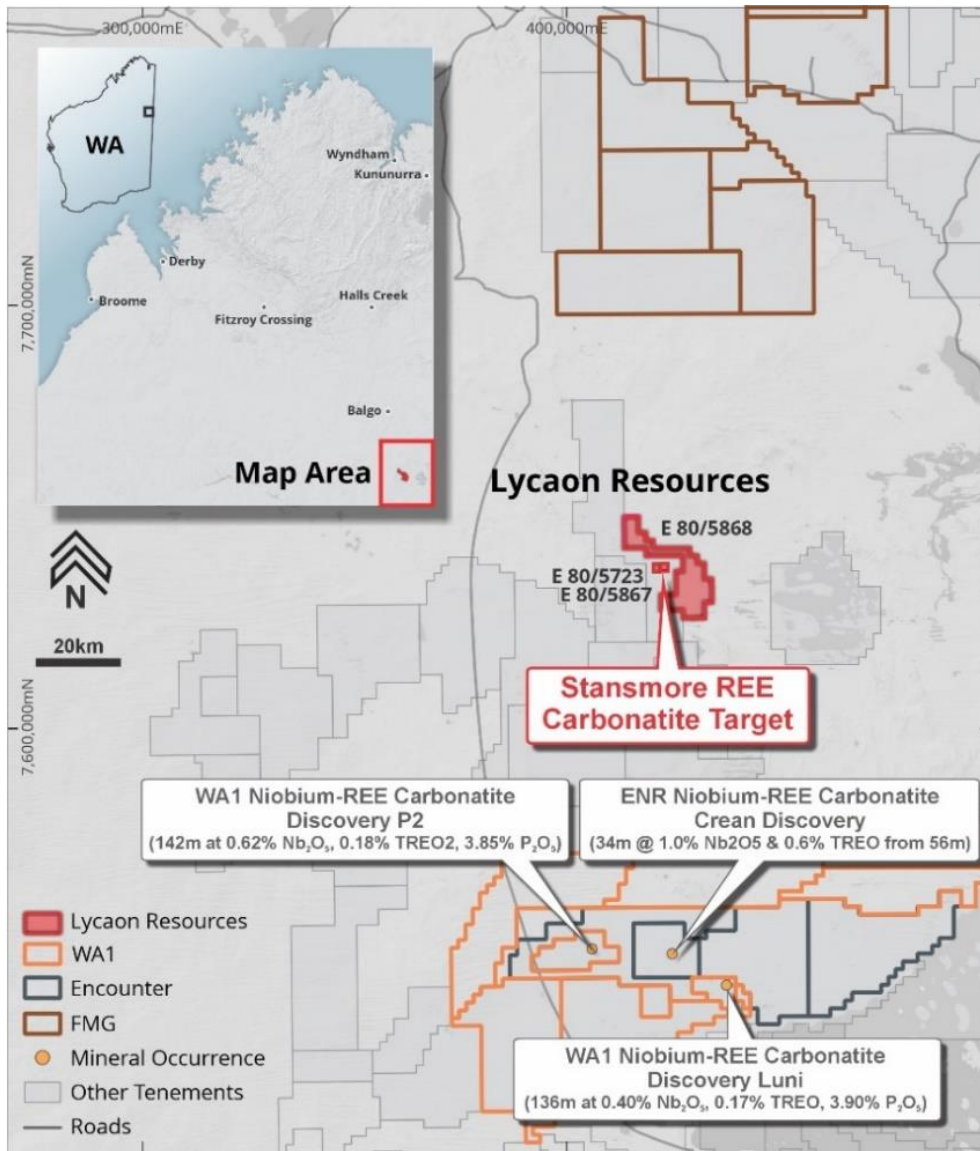 300,000mE
400,000mE
WA
Wyndham
Kununurra
Derby
Broome
Fitzroy Crossing
Halls Creek
Balgo
Map Area
7,700,000mN
Lycaon Resources
E 80/5868
E 80/5723
E 80/5867
N
20km
Stansmore REE
Carbonatite Target
7,600,000mN
WA1 Niobium-REE Carbonatite
Discovery P2
(142m at 0.62% Nb₂O₅, 0.18% TREO2, 3.85% P₂O₅)
ENR Niobium-REE Carbonatite
Crean Discovery
(34m @ 1.0% Nb2O5 & 0.6% TREO from 56m)
Lycaon Resources
WA1
Encounter
FMG
Mineral Occurrence
Other Tenements
Roads
WA1 Niobium-REE Carbonatite
Discovery Luni
(136m at 0.40% Nb₂O₅, 0.17% TREO, 3.90% P₂O₅)